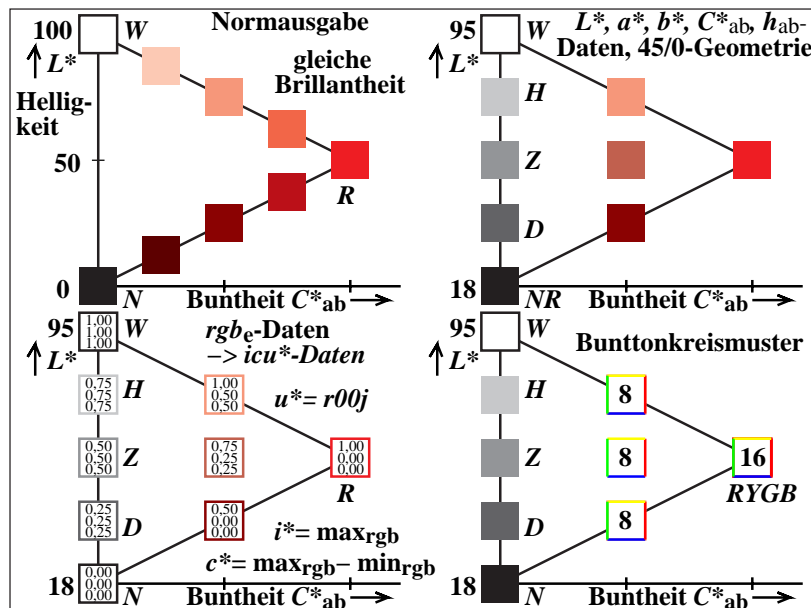 100 W Normausgabe
L* gleiche
Brillantheit
Hellig-
keit
50
R
0 N Buntheit C*ab
95 W L*, a*, b*, C*ab, hab-
L* Daten, 45/0-Geometrie
H
Z
D
18 NR Buntheit C*ab
95 1,00 1,00 1,00 W rgbe-Daten
L* –> icu*-Daten
0,75 0,75 0,75 H 1,00 0,50 0,50 u*= r00j
0,50 0,50 0,50 Z 0,75 0,25 0,25 1,00 0,00 0,00
R
0,25 0,25 0,25 D 0,50 0,00 0,00 i*= maxrgb
c*= maxrgb– minrgb
18 0,00 0,00 0,00 N Buntheit C*ab
95 W Bunttonkreismuster
L*
H 8
Z 8 16
RYGB
D 8
18 N Buntheit C*ab